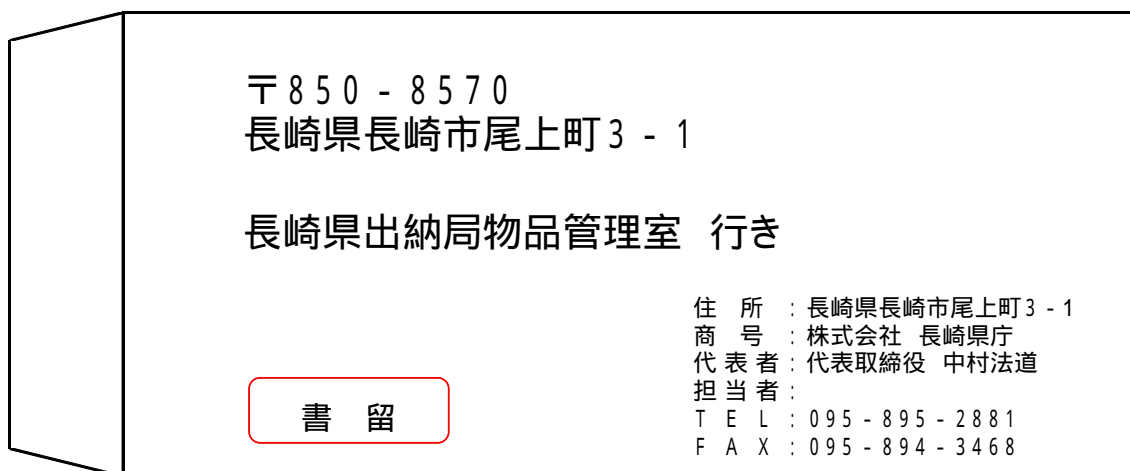 〒850-8570
長崎県長崎市尾上町3-1
長崎県出納局物品管理室 行き
住所:長崎県長崎市尾上町3-1
商号:株式会社 長崎県庁
代表者:代表取締役 中村法道
担当者:
TEL:095-895-2881
FAX:095-894-3468
書留